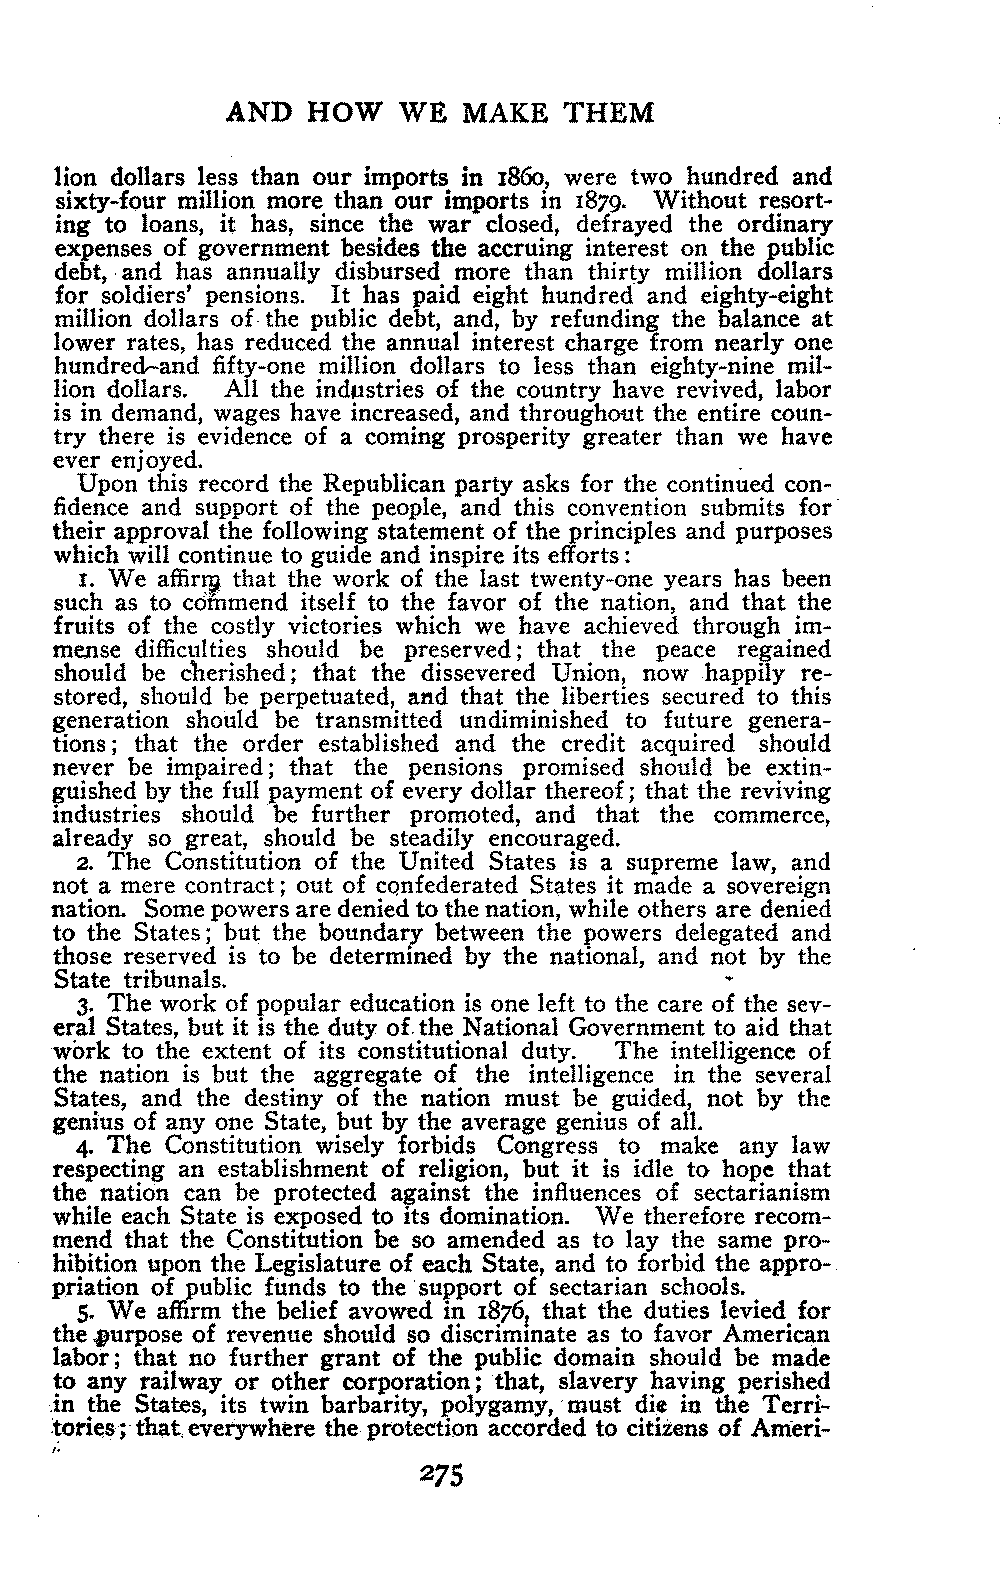 AND HOW WE MAKE THEM
lion dollars less than our imports in 1860, were two hundred and
sixty-four million more than our imports in 1879. Without resort-
ing to loans, it has, since the war closed, defrayed the ordinary
expenses of government besides the accruing interest on the public
debt, and has annually disbursed more than thirty million dollars
for soldiers' pensions. It has paid eight hundred and eighty-eight
million dollars of the public debt, and, by refunding the balance at
lower rates, has reduced the annual interest charge from nearly one
hundred-and fifty-one million dollars to less than eighty-nine mil-
lion dollars. All the industries of the country have revived, labor
is in demand, wages have increased, and throughout the entire coun-
try there is evidence of a coming prosperity greater than we have
ever enjoyed.
Upon this record the Republican party asks for the continued con-
fidence and support of the people, and this convention submits for
their approval the following statement of the principles and purposes
which will continue to guide and inspire its efforts:
1. We affirm that the work of the last twenty-one years has been
such as to commend itself to the favor of the nation, and that the
fruits of the costly victories which we have achieved through im-
mense difficulties should be preserved; that the peace regained
should be cherished; that the dissevered Union, now happily re-
stored, should be perpetuated, and that the liberties secured to this
generation should be transmitted undiminished to future genera-
tions; that the order established and the credit acquired should
never be impaired; that the pensions promised should be extin-
guished by the full payment of every dollar thereof; that the reviving
industries should be further promoted, and that the commerce,
already so great, should be steadily encouraged.
2. The Constitution of the United States is a supreme law, and
not a mere contract; out of confederated States it made a sovereign
nation. Some powers are denied to the nation, while others are denied
to the States; but the boundary between the powers delegated and
those reserved is to be determined by the national, and not by the
State tribunals.
3. The work of popular education is one left to the care of the sev-
eral States, but it is the duty of the National Government to aid that
work to the extent of its constitutional duty. The intelligence of
the nation is but the aggregate of the intelligence in the several
States, and the destiny of the nation must be guided, not by the
genius of any one State, but by the average genius of all.
4. The Constitution wisely forbids Congress to make any law
respecting an establishment of religion, but it is idle to hope that
the nation can be protected against the influences of sectarianism
while each State is exposed to its domination. We therefore recom-
mend that the Constitution be so amended as to lay the same pro-
hibition upon the Legislature of each State, and to forbid the appro-
priation of public funds to the support of sectarian schools.
5. We affirm the belief avowed in 1876, that the duties levied for
the purpose of revenue should so discriminate as to favor American
labor; that no further grant of the public domain should be made
to any railway or other corporation; that, slavery having perished
in the States, its twin barbarity, polygamy, must die in the Terri-
tories; that everywhere the protection accorded to citizens of Ameri-
275